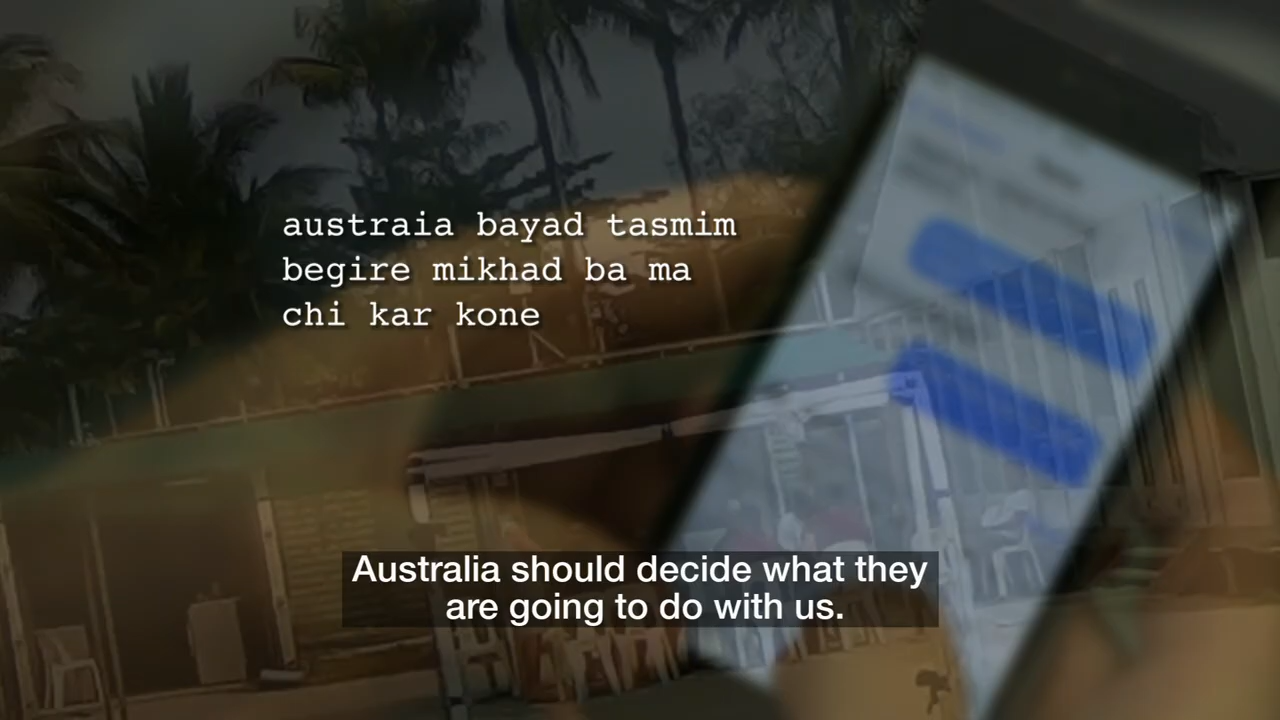 austraia bayad tasmim
begire mikhad ba ma
chi kar kone
Australia should decide what they
are going to do with us.